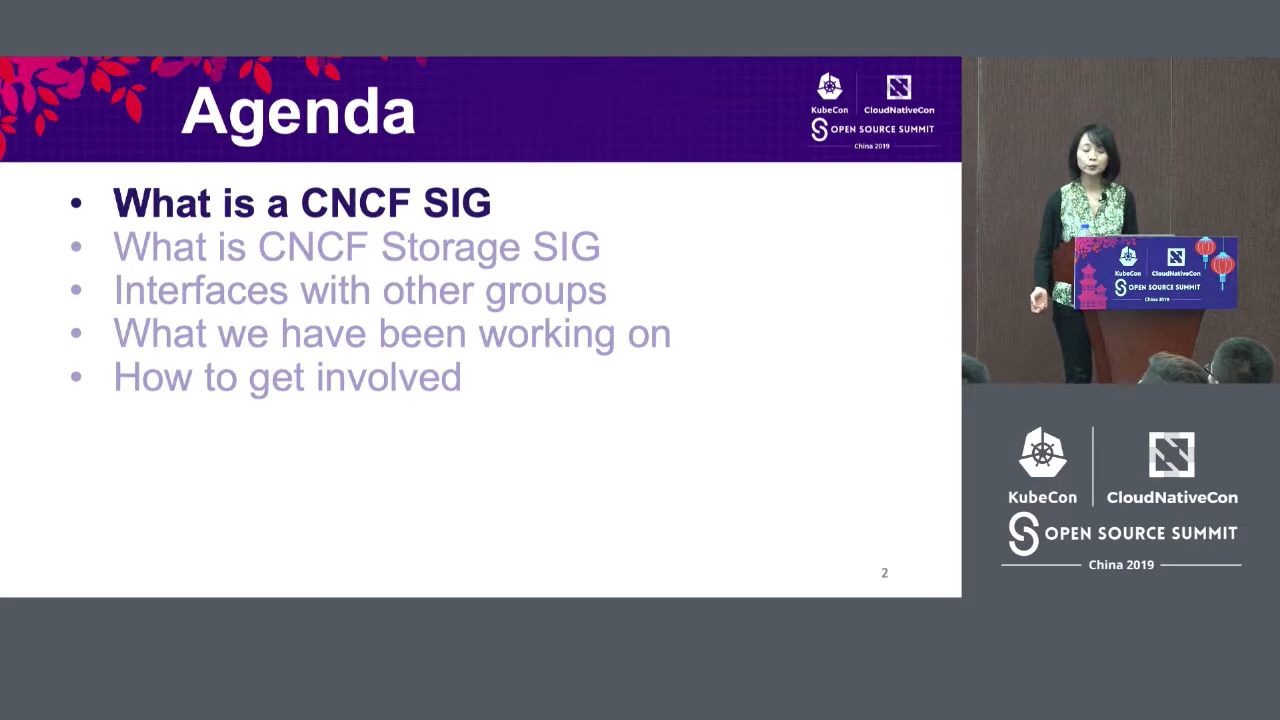 Agenda
KubeCon
CloudNativeCon
OPEN SOURCE SUMMIT
China 2019
• What is a CNCF SIG
• What is CNCF Storage SIG
• Interfaces with other groups
• What we have been working on
• How to get involved
2
KubeCon
CloudNativeCon
OPEN SOURCE SUMMIT
China 2019
KubeCon
CloudNativeCon
OPEN SOURCE SUMMIT
China 2019